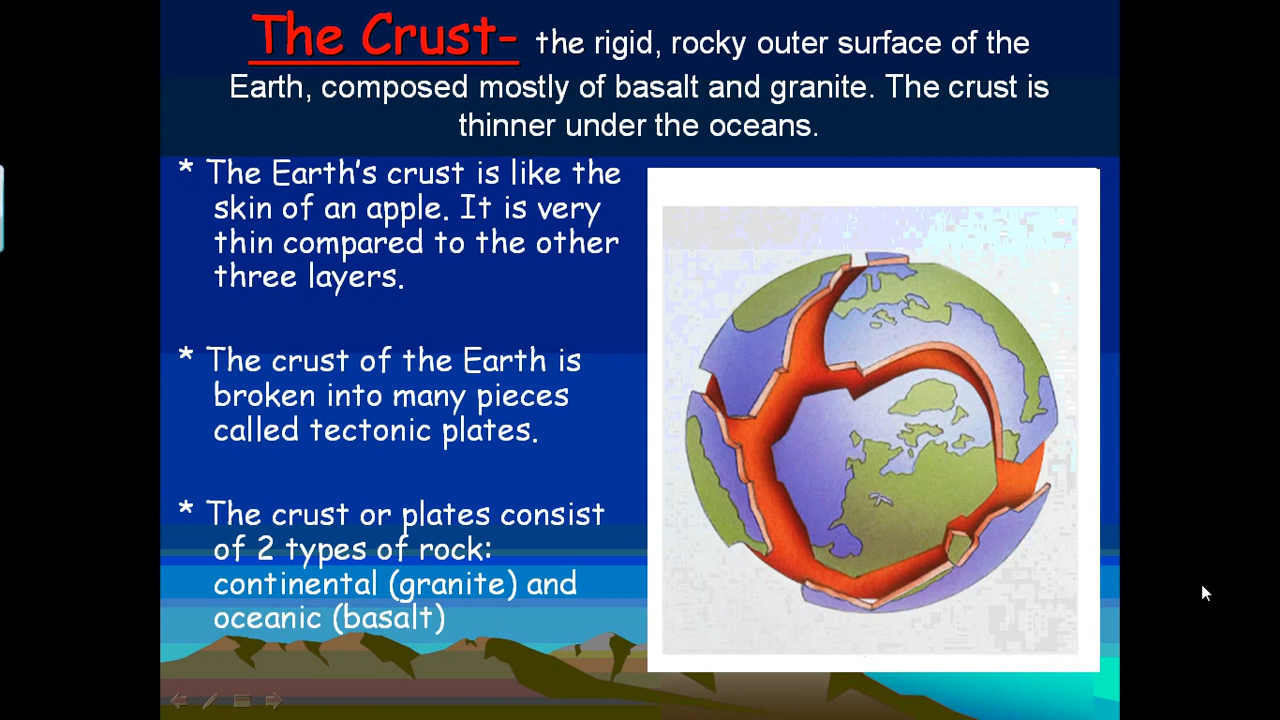 The Crust- the rigid, rocky outer surface of the
Earth, composed mostly of basalt and granite. The crust is
thinner under the oceans.
* The Earth's crust is like the
skin of an apple. It is very
thin compared to the other
three layers.
* The crust of the Earth is
broken into many pieces
called tectonic plates.
* The crust or plates consist
of 2 types of rock:
continental (granite) and
oceanic (basalt)